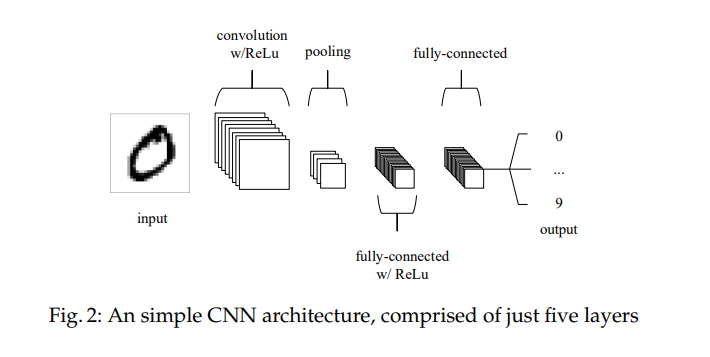 convolution
w/ReLu
pooling
fully-connected
input
0
...
9
output
fully-connected
w/ ReLu
Fig. 2: An simple CNN architecture, comprised of just five layers